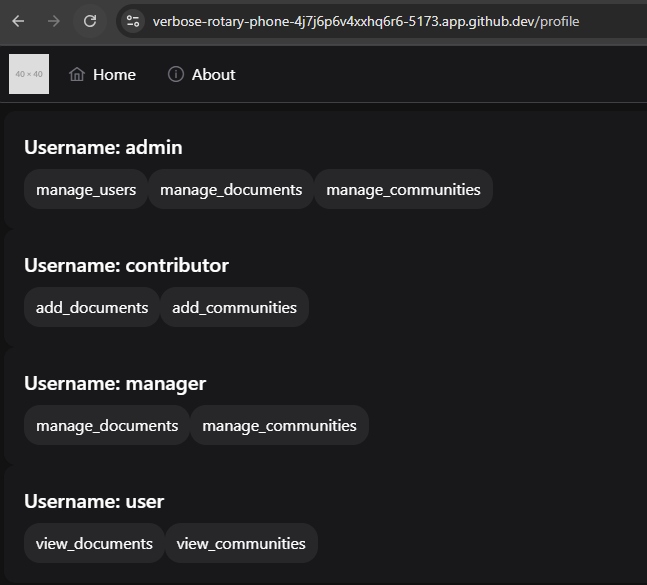 verbose-rotary-phone-4j7j6p6v4xxhq6r6-5173.app.github.dev/profile
40 × 40 Home About
Username: admin
manage_users manage_documents manage_communities
Username: contributor
add_documents add_communities
Username: manager
manage_documents manage_communities
Username: user
view_documents view_communities